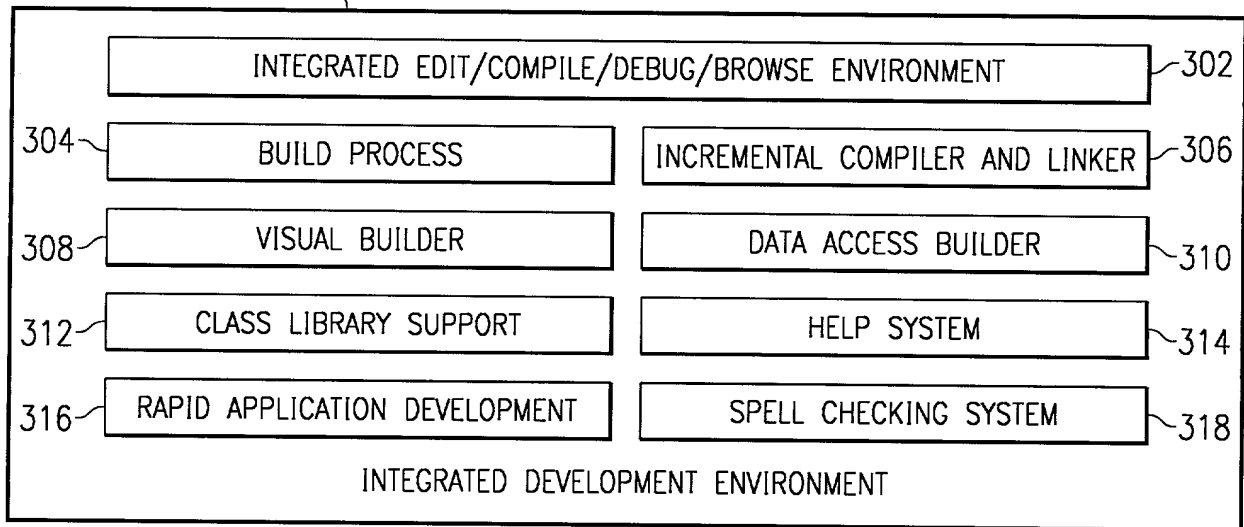 INTEGRATED EDIT/COMPILE/DEBUG/BROWSE ENVIRONMENT 302
304 BUILD PROCESS INCREMENTAL COMPILER AND LINKER 306
308 VISUAL BUILDER DATA ACCESS BUILDER 310
312 CLASS LIBRARY SUPPORT HELP SYSTEM 314
316 RAPID APPLICATION DEVELOPMENT SPELL CHECKING SYSTEM 318
INTEGRATED DEVELOPMENT ENVIRONMENT